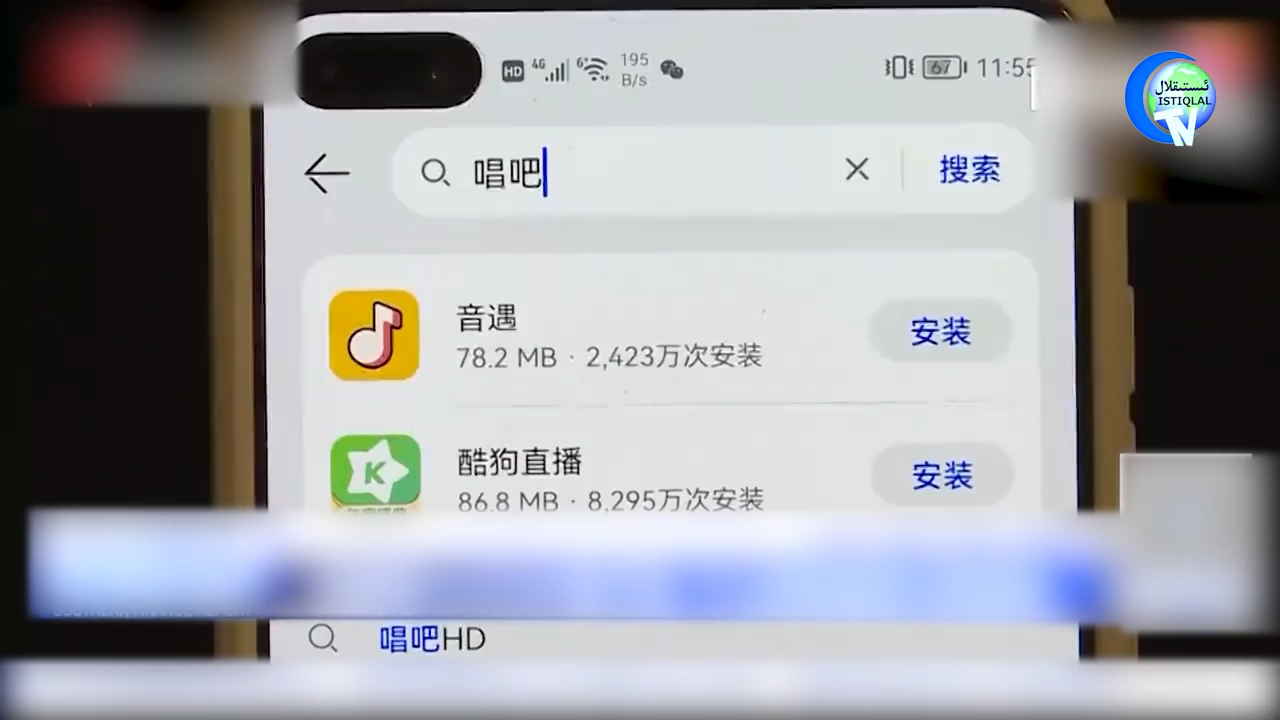 HD 4G 6 195 B/s 67 11:55
ئىستىقلال
ISTIQLAL
TV
唱吧 搜索
音遇
78.2 MB · 2,423万次安装
安装
K
酷狗直播
86.8 MB · 8,295万次安装
安装
唱吧HD